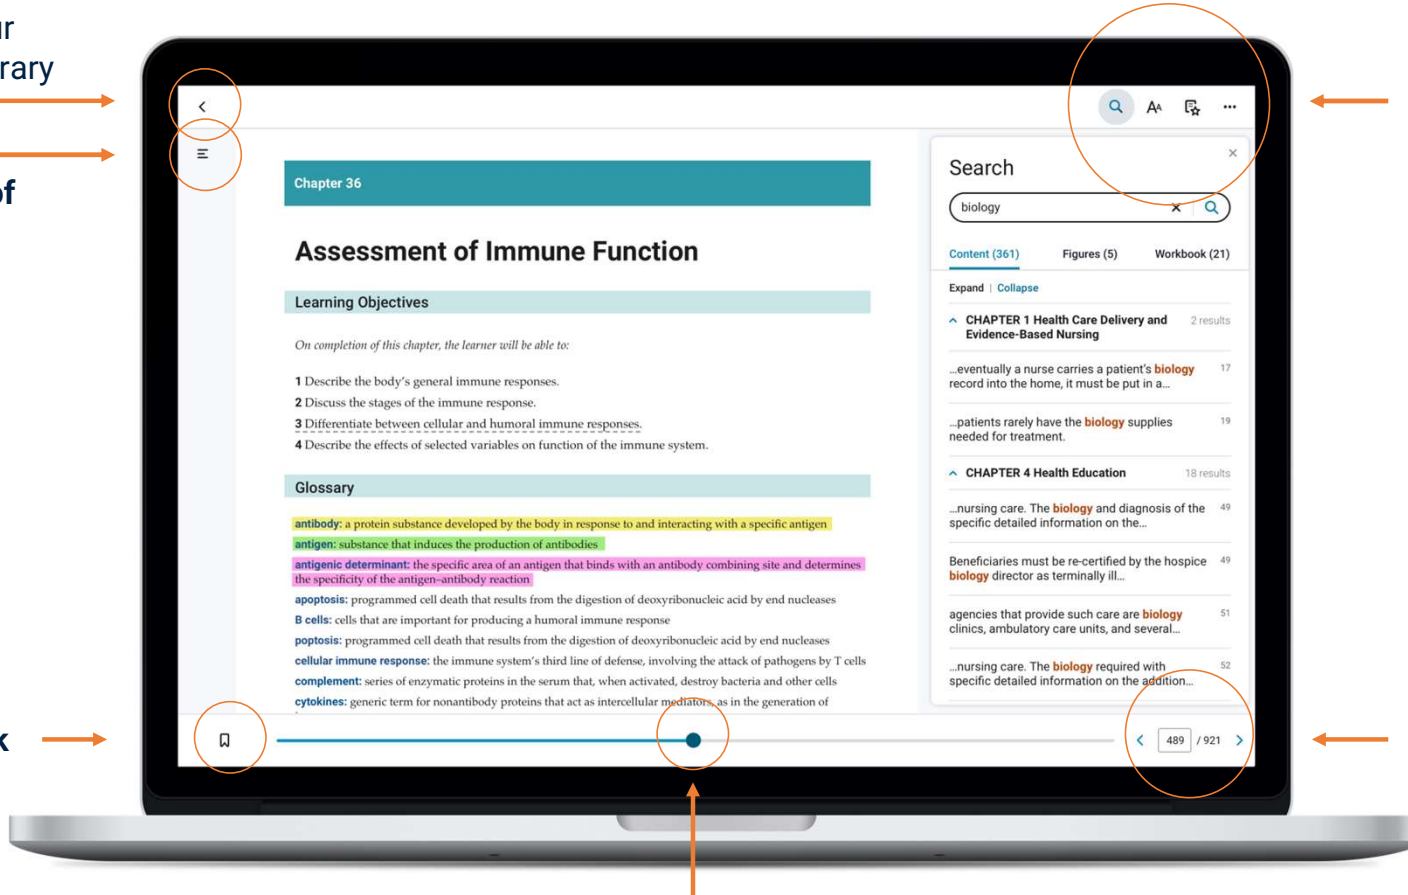 Chapter 36
Assessment of Immune Function
Learning Objectives
On completion of this chapter, the learner will be able to:
1 Describe the body's general immune responses.
2 Discuss the stages of the immune response.
3 Differentiate between cellular and humoral immune responses.
4 Describe the effects of selected variables on function of the immune system.
Glossary
antibody: a protein substance developed by the body in response to and interacting with a specific antigen
antigen: substance that induces the production of antibodies
antigenic determinant: the specific area of an antigen that binds with an antibody combining site and determines
the specificity of the antigen–antibody reaction
apoptosis: programmed cell death that results from the digestion of deoxyribonucleic acid by end nucleases
B cells: cells that are important for producing a humoral immune response
poptosis: programmed cell death that results from the digestion of deoxyribonucleic acid by end nucleases
cellular immune response: the immune system's third line of defense, involving the attack of pathogens by T cells
complement: series of enzymatic proteins in the serum that, when activated, destroy bacteria and other cells
cytokines: generic term for nonantibody proteins that act as intercellular mediators, as in the generation of
AA
Search
biology
Content (361) Figures (5) Workbook (21)
Expand | Collapse
CHAPTER 1 Health Care Delivery and 2 results
Evidence-Based Nursing
...eventually a nurse carries a patient's biology 17
record into the home, it must be put in a...
...patients rarely have the biology supplies 19
needed for treatment.
CHAPTER 4 Health Education 18 results
...nursing care. The biology and diagnosis of the 49
specific detailed information on the...
Beneficiaries must be re-certified by the hospice 49
biology director as terminally ill...
agencies that provide such care are biology 51
clinics, ambulatory care units, and several...
...nursing care. The biology required with 52
specific detailed information on the addition...
489 / 921
of